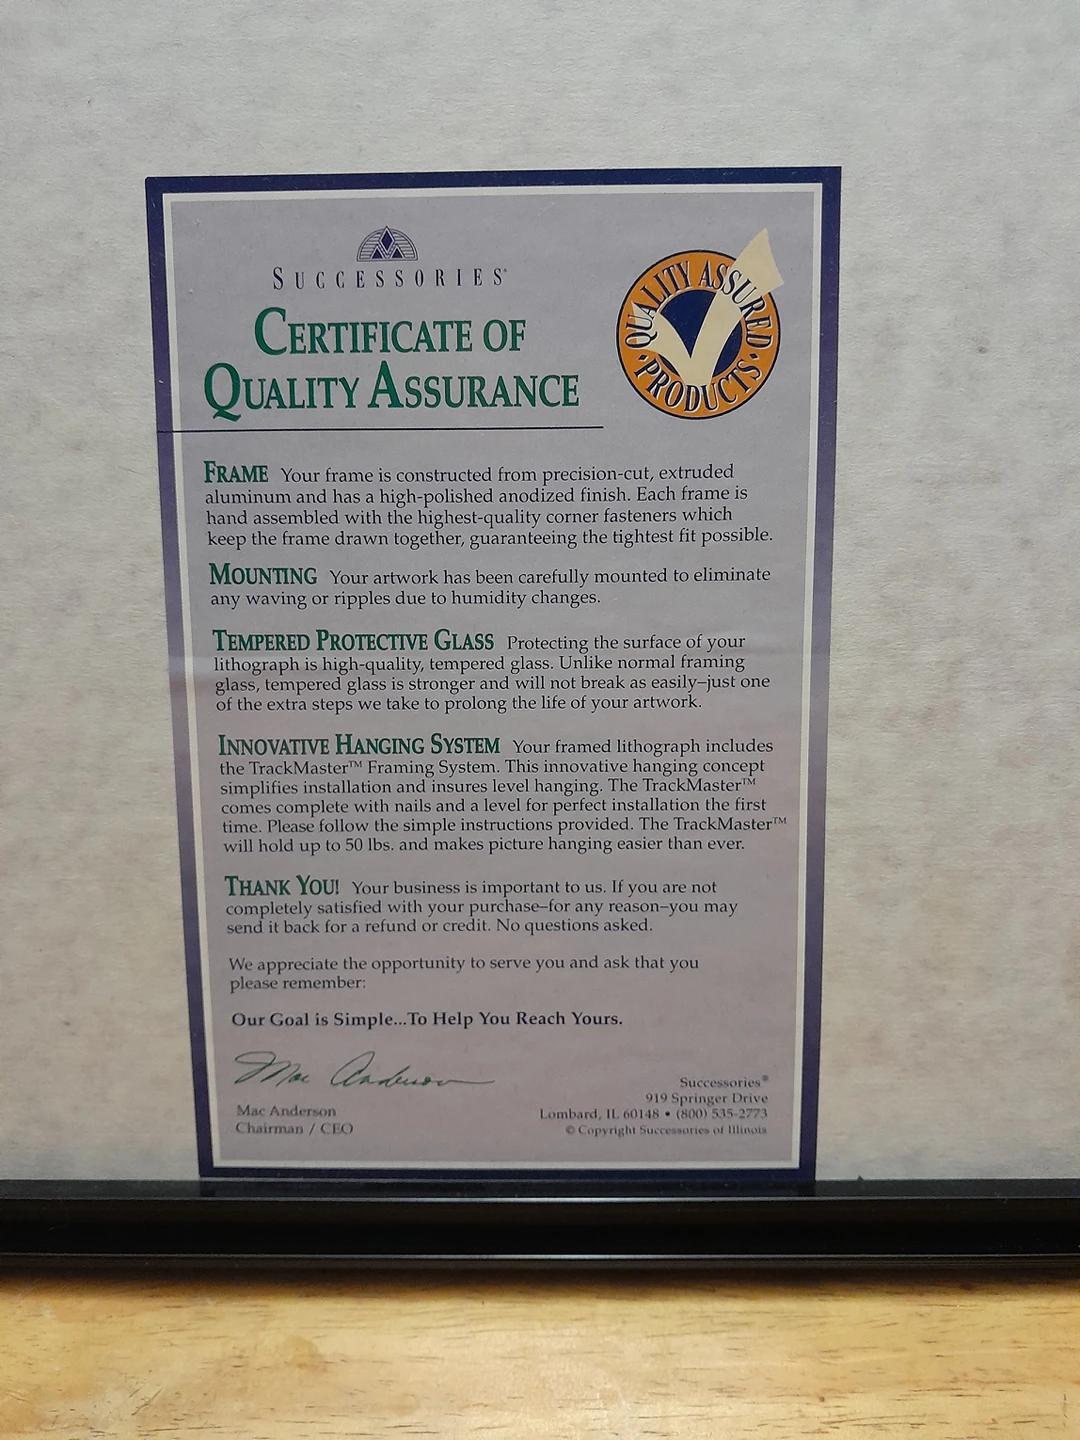 SUCCESSORIES®
CERTIFICATE OF
QUALITY ASSURANCE
QUALITY ASSURED
· PRODUCTS ·
FRAME Your frame is constructed from precision-cut, extruded
aluminum and has a high-polished anodized finish. Each frame is
hand assembled with the highest-quality corner fasteners which
keep the frame drawn together, guaranteeing the tightest fit possible.
MOUNTING Your artwork has been carefully mounted to eliminate
any waving or ripples due to humidity changes.
TEMPERED PROTECTIVE GLASS Protecting the surface of your
lithograph is high-quality, tempered glass. Unlike normal framing
glass, tempered glass is stronger and will not break as easily–just one
of the extra steps we take to prolong the life of your artwork.
INNOVATIVE HANGING SYSTEM Your framed lithograph includes
the TrackMaster™ Framing System. This innovative hanging concept
simplifies installation and insures level hanging. The TrackMaster™
comes complete with nails and a level for perfect installation the first
time. Please follow the simple instructions provided. The TrackMaster™
will hold up to 50 lbs. and makes picture hanging easier than ever.
THANK YOU! Your business is important to us. If you are not
completely satisfied with your purchase–for any reason–you may
send it back for a refund or credit. No questions asked.
We appreciate the opportunity to serve you and ask that you
please remember:
Our Goal is Simple...To Help You Reach Yours.
Mac Anderson
Mac Anderson
Chairman / CEO
Successories®
919 Springer Drive
Lombard, IL 60148 • (800) 535-2773
© Copyright Successories of Illinois